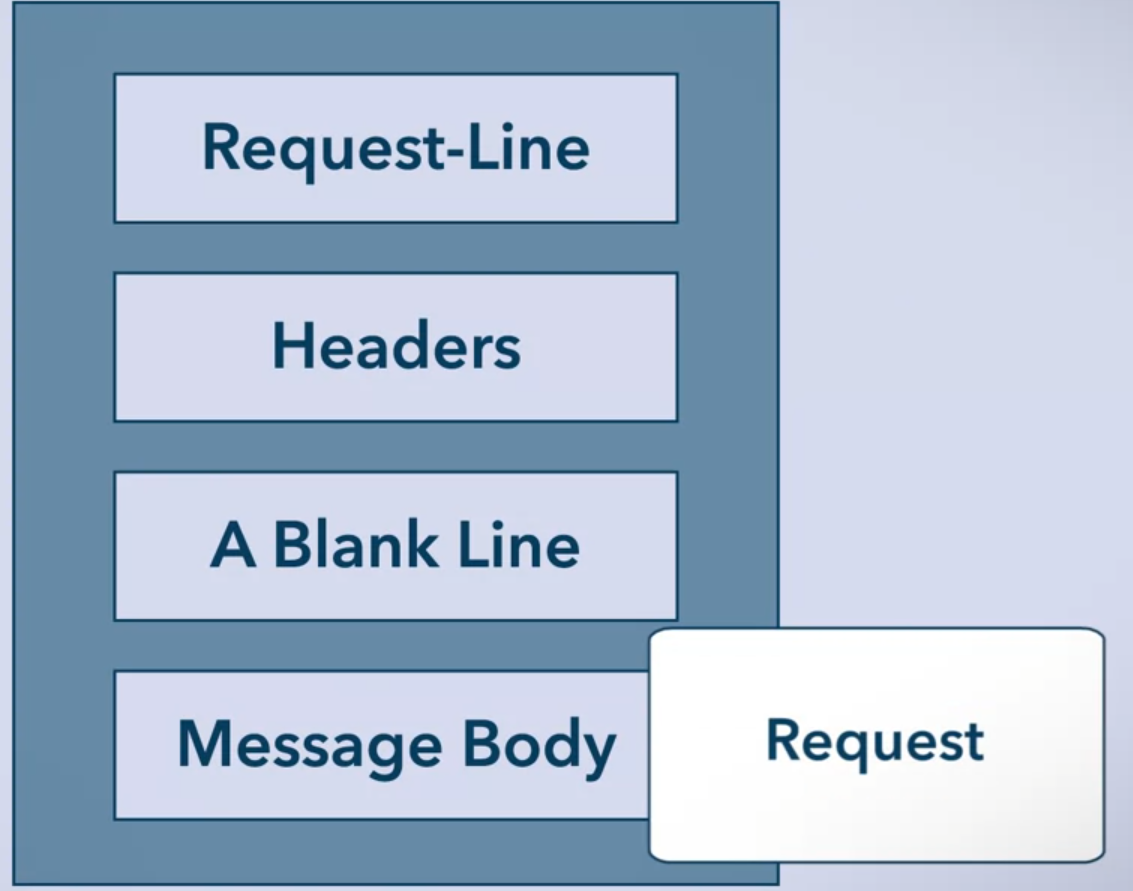 Request-Line
Headers
A Blank Line
Message Body
Request